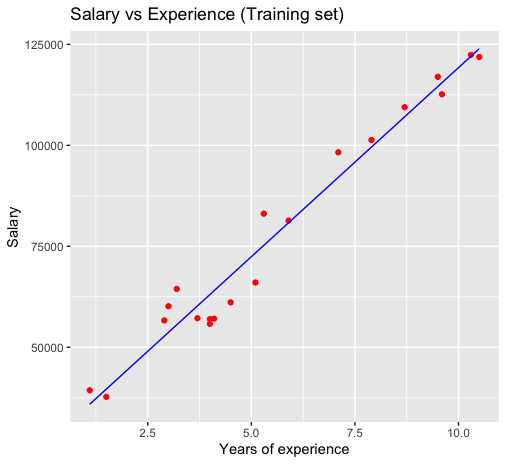 Salary vs Experience (Training set)
125000
100000
75000
50000
Salary
2.5
5.0
7.5
10.0
Years of experience